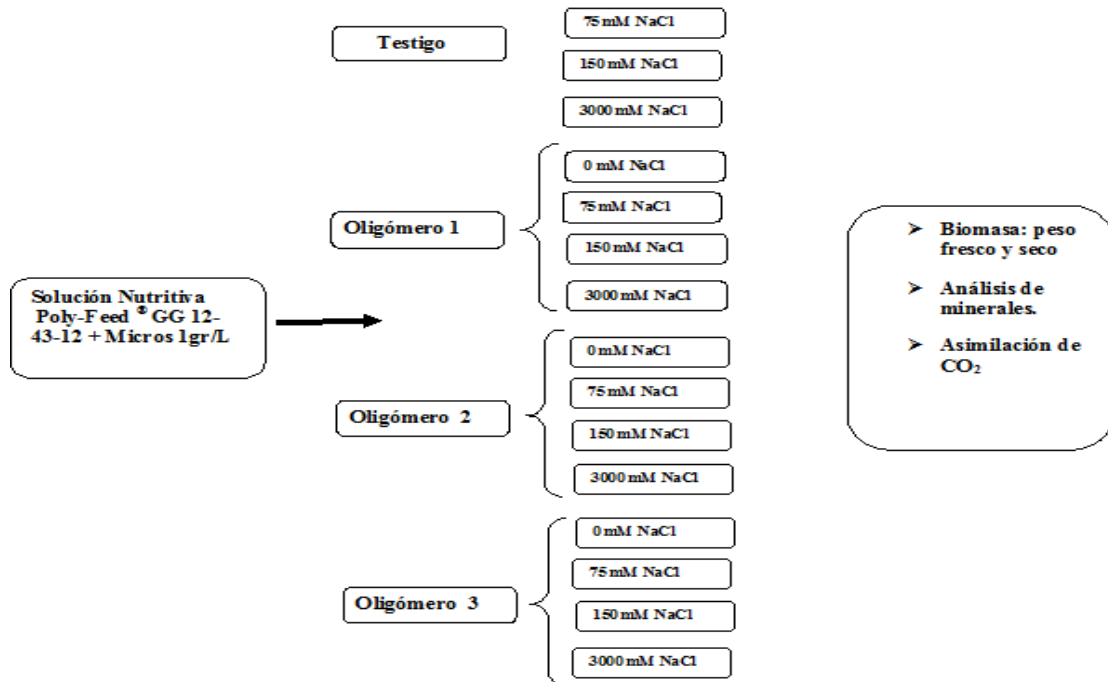 Testigo
75 mM NaCl
150 mM NaCl
3000 mM NaCl
Oligómero 1
0 mM NaCl
75 mM NaCl
150 mM NaCl
3000 mM NaCl
Solución Nutritiva
Poly-Feed ® GG 12-
43-12 + Micros 1gr/L
Oligómero 2
0 mM NaCl
75 mM NaCl
150 mM NaCl
3000 mM NaCl
Oligómero 3
0 mM NaCl
75 mM NaCl
150 mM NaCl
3000 mM NaCl
➤ Biomasa: peso
fresco y seco
➤ Análisis de
minerales.
➤ Asimilación de
CO₂